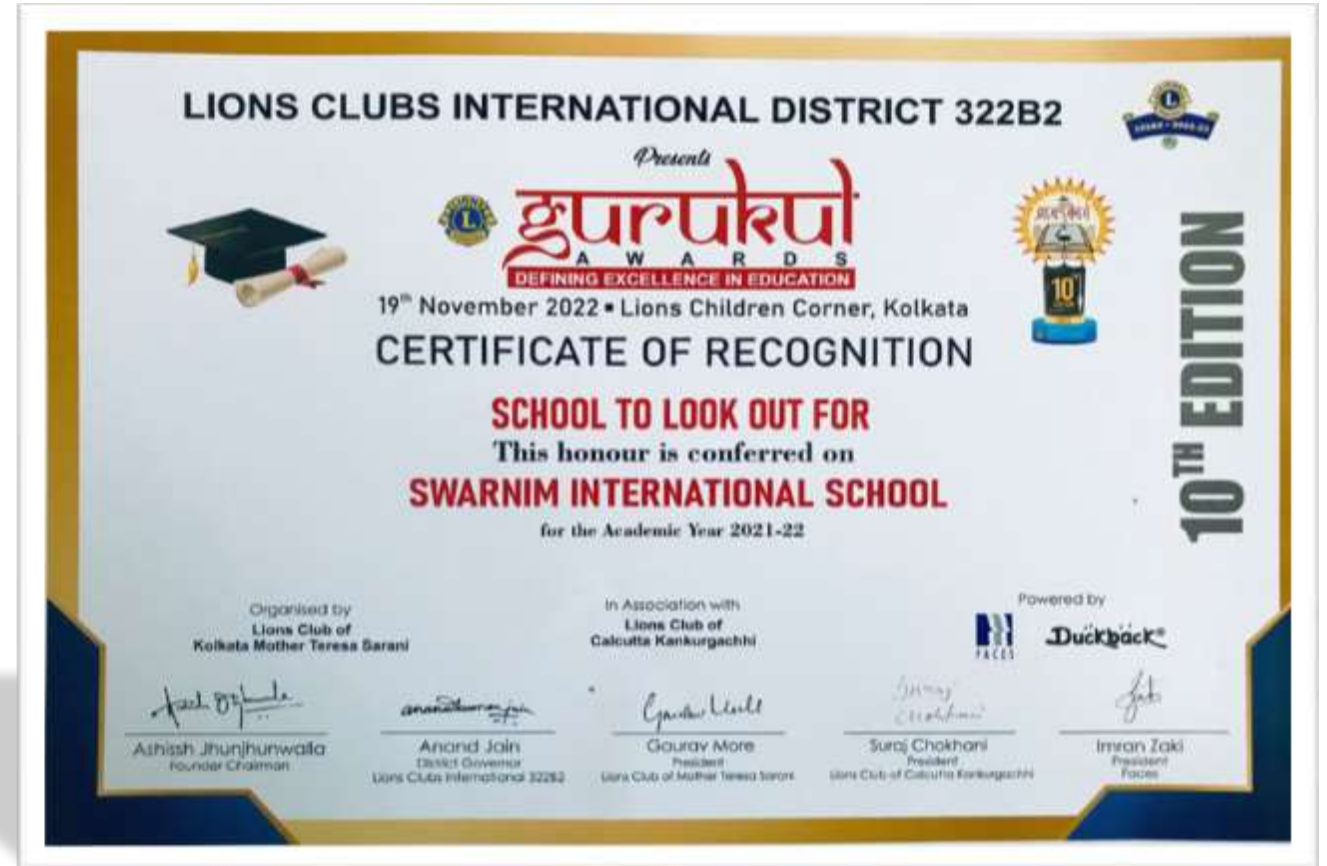 LIONS CLUBS INTERNATIONAL DISTRICT 322B2
Presents
gurukul
AWARDS
DEFINING EXCELLENCE IN EDUCATION
19th November 2022 • Lions Children Corner, Kolkata
CERTIFICATE OF RECOGNITION
SCHOOL TO LOOK OUT FOR
This honour is conferred on
SWARNIM INTERNATIONAL SCHOOL
for the Academic Year 2021-22
10TH EDITION
10
Organised by
Lions Club of
Kolkata Mother Teresa Sarani
In Association with
Lions Club of
Calcutta Kankurgachhi
Powered by
FACES
Duckback®
Ashissh Jhunjhunwalla
Founder Chairman
Anand Jain
District Governor
Lions Clubs International 322B2
Gourav More
President
Lions Club of Mother Teresa Sarani
Suraj Chokhani
President
Lions Club of Calcutta Kankurgachhi
Imran Zaki
President
Faces